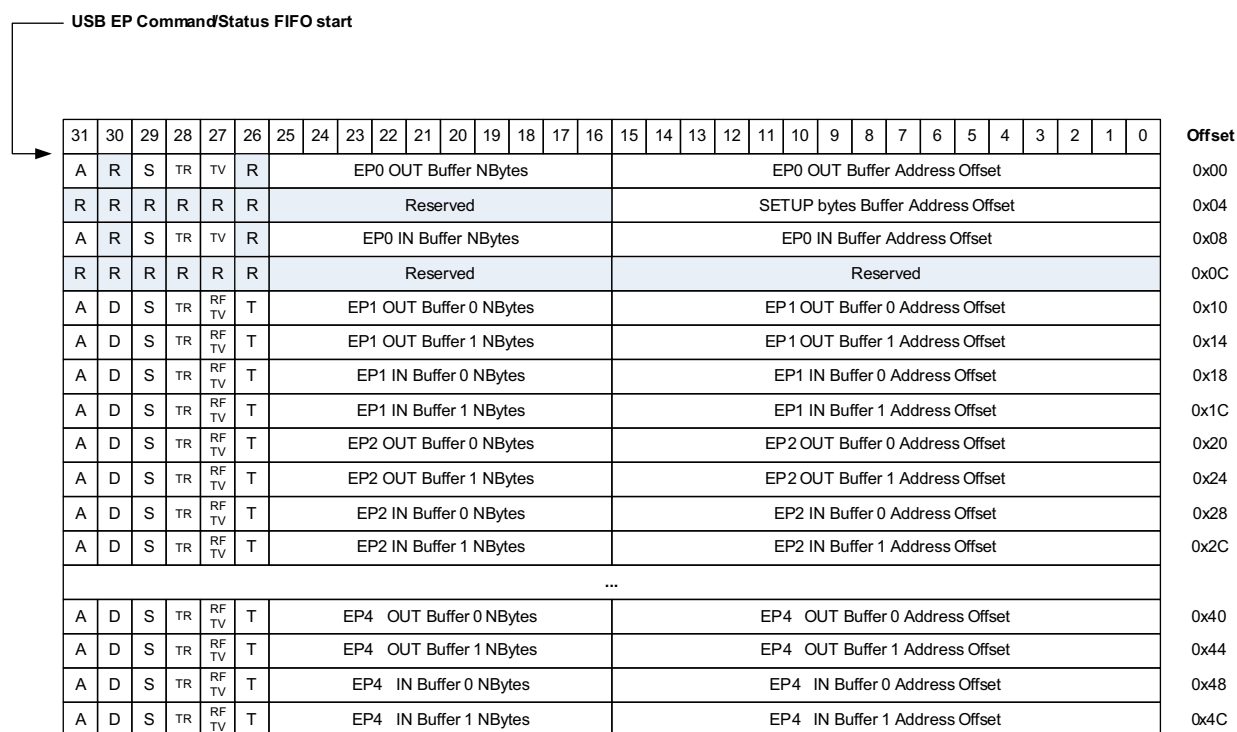 USB EP Command/Status FIFO start
31 30 29 28 27 26 25 24 23 22 21 20 19 18 17 16 15 14 13 12 11 10 9 8 7 6 5 4 3 2 1 0 Offset
A R S TR TV R EP0 OUT Buffer NBytes EP0 OUT Buffer Address Offset 0x00
R R R R R R Reserved SETUP bytes Buffer Address Offset 0x04
A R S TR TV R EP0 IN Buffer NBytes EP0 IN Buffer Address Offset 0x08
R R R R R R Reserved Reserved 0x0C
A D S TR RF TV T EP1 OUT Buffer 0 NBytes EP1 OUT Buffer 0 Address Offset 0x10
A D S TR RF TV T EP1 OUT Buffer 1 NBytes EP1 OUT Buffer 1 Address Offset 0x14
A D S TR RF TV T EP1 IN Buffer 0 NBytes EP1 IN Buffer 0 Address Offset 0x18
A D S TR RF TV T EP1 IN Buffer 1 NBytes EP1 IN Buffer 1 Address Offset 0x1C
A D S TR RF TV T EP2 OUT Buffer 0 NBytes EP2 OUT Buffer 0 Address Offset 0x20
A D S TR RF TV T EP2 OUT Buffer 1 NBytes EP2 OUT Buffer 1 Address Offset 0x24
A D S TR RF TV T EP2 IN Buffer 0 NBytes EP2 IN Buffer 0 Address Offset 0x28
A D S TR RF TV T EP2 IN Buffer 1 NBytes EP2 IN Buffer 1 Address Offset 0x2C
...
A D S TR RF TV T EP4 OUT Buffer 0 NBytes EP4 OUT Buffer 0 Address Offset 0x40
A D S TR RF TV T EP4 OUT Buffer 1 NBytes EP4 OUT Buffer 1 Address Offset 0x44
A D S TR RF TV T EP4 IN Buffer 0 NBytes EP4 IN Buffer 0 Address Offset 0x48
A D S TR RF TV T EP4 IN Buffer 1 NBytes EP4 IN Buffer 1 Address Offset 0x4C